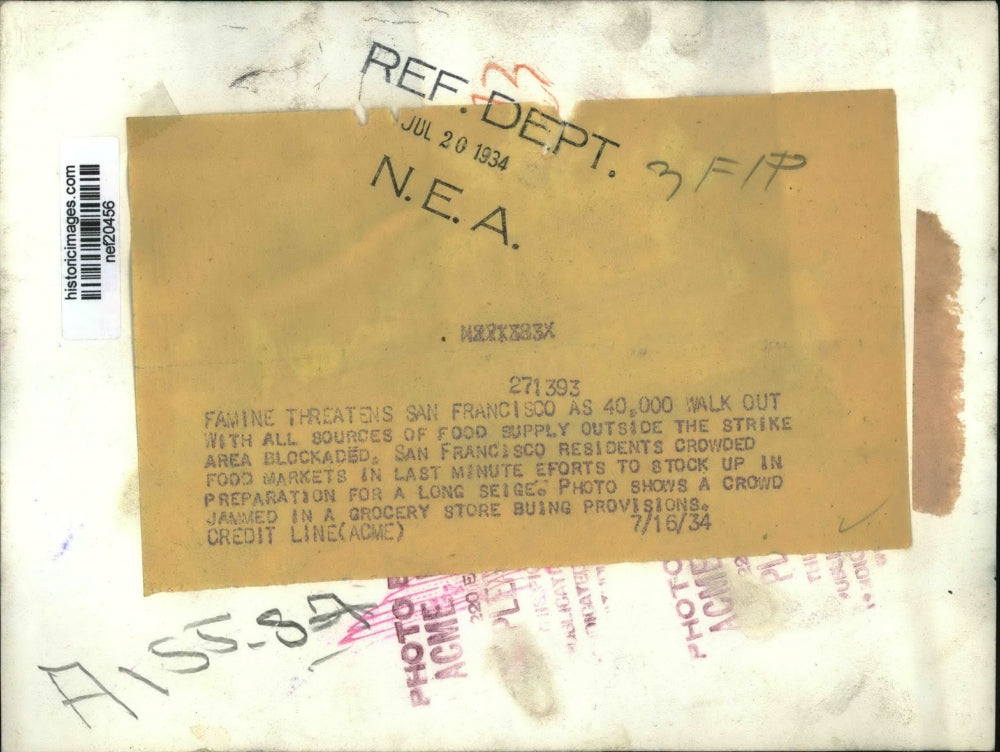 REF. DEPT.
JUL 20 1934
N.E.A.
3 F
historicimages.com
nef20456
271393
FAMINE THREATENS SAN FRANCISCO AS 40,000 WALK OUT
WITH ALL SOURCES OF FOOD SUPPLY OUTSIDE THE STRIKE
AREA BLOCKADED, SAN FRANCISCO RESIDENTS CROWDED
FOOD MARKETS IN LAST MINUTE EFORTS TO STOCK UP IN
PREPARATION FOR A LONG SEIGE. PHOTO SHOWS A CROWD
JAMMED IN A GROCERY STORE BUING PROVISIONS.
CREDIT LINE(ACME) 7/16/34
PHOTO
ACME
220 E
PHOTO
ACME
22